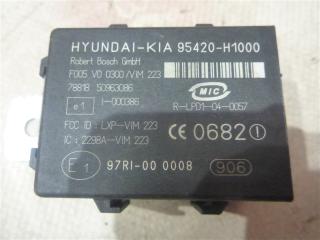 HYUNDAI-KIA 95420-H1000
Robert Bosch GmbH
F005 V0 0300/VIM 223
78818 50963086
e1 I-000386
MIC
R-LPD1-04-0057
FCC ID : LXP-VIM 223
IC : 2298A-VIM 223
CE 0682 !
E1 97RI-00 0008 906